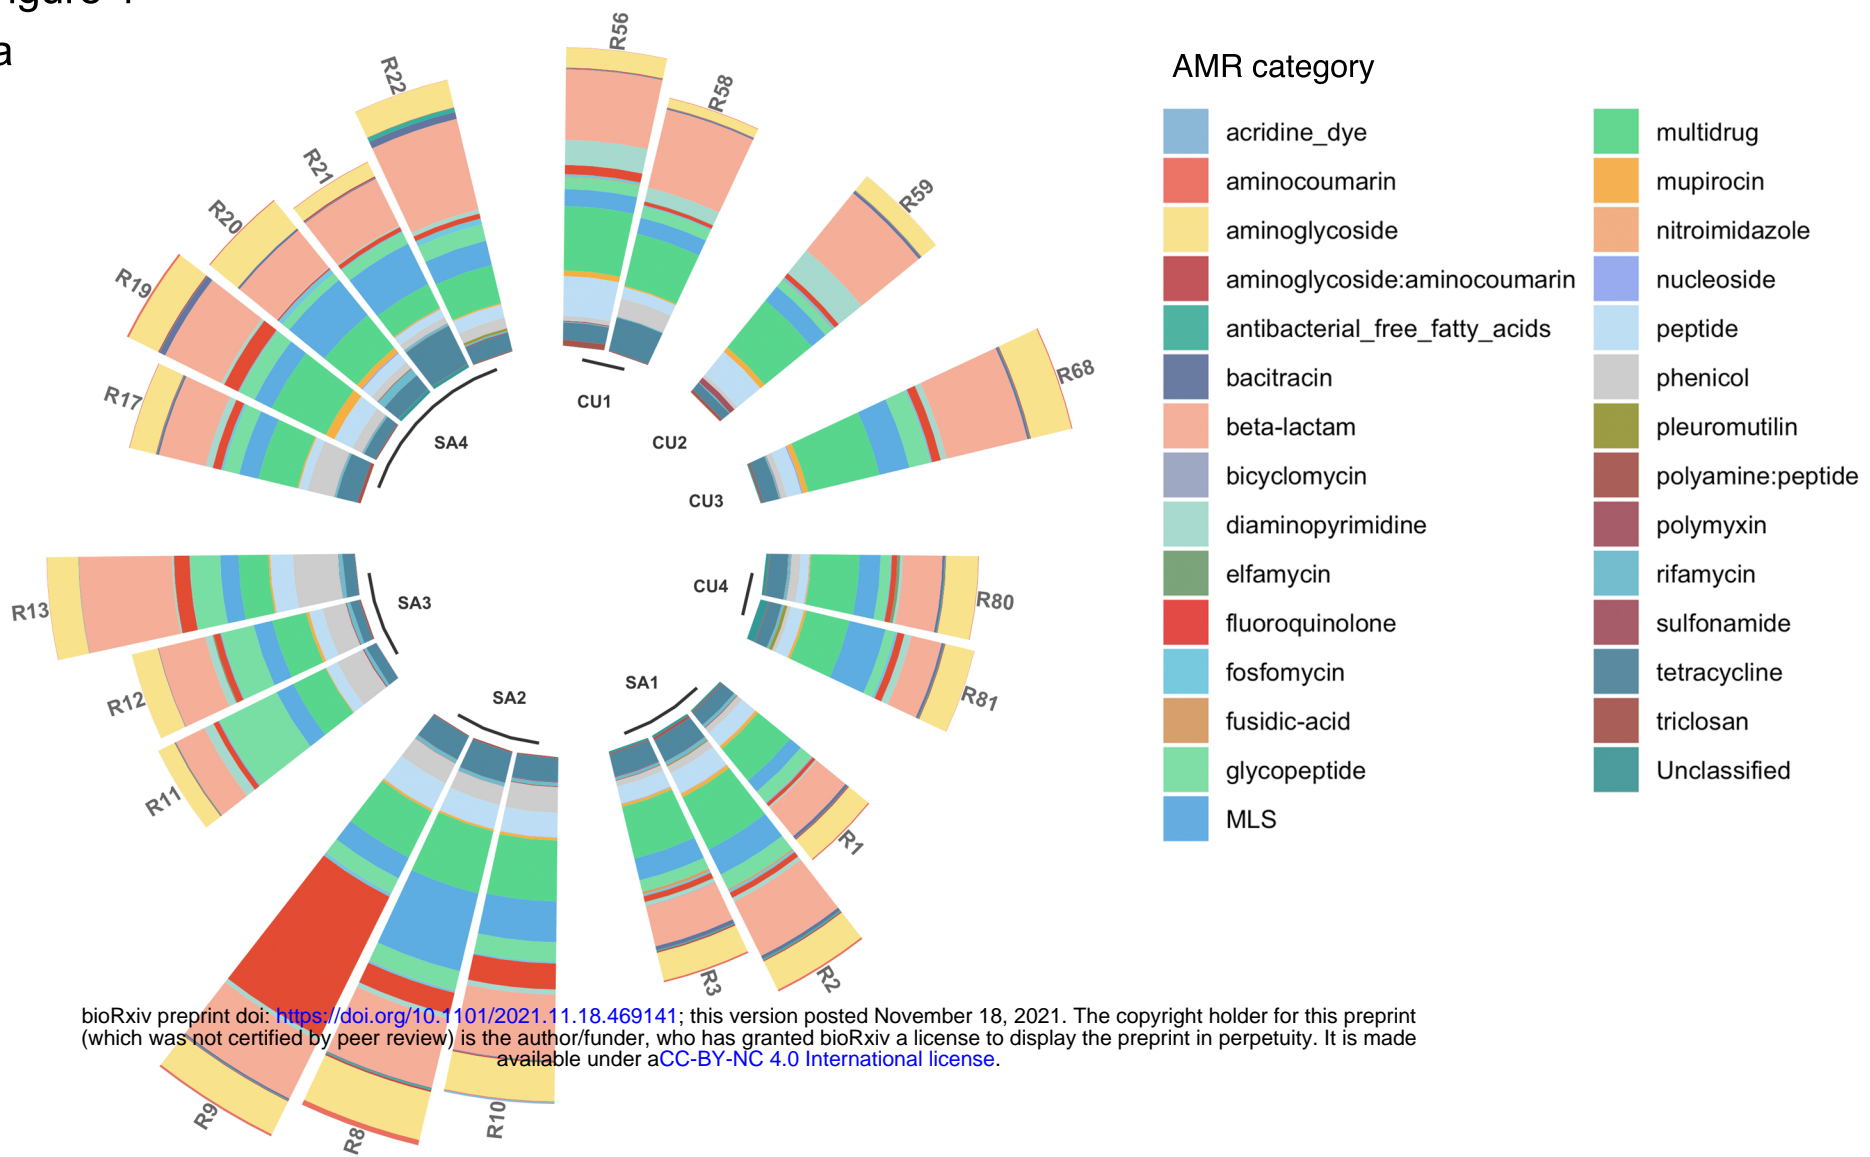 a
R56
R58
R22
R21
R59
R20
R19
R17
R68
CU1
SA4
CU2
CU3
R13
SA3
CU4
R80
R12
SA2
SA1
R81
R11
R1
R3
R2
R9
R8
R10
AMR category
acridine_dye
aminocoumarin
aminoglycoside
aminoglycoside:aminocoumarin
antibacterial_free_fatty_acids
bacitracin
beta-lactam
bicyclomycin
diaminopyrimidine
elfamycin
fluoroquinolone
fosfomycin
fusidic-acid
glycopeptide
MLS
multidrug
mupirocin
nitroimidazole
nucleoside
peptide
phenicol
pleuromutilin
polyamine:peptide
polymyxin
rifamycin
sulfonamide
tetracycline
triclosan
Unclassified
bioRxiv preprint doi: https://doi.org/10.1101/2021.11.18.469141; this version posted November 18, 2021. The copyright holder for this preprint
(which was not certified by peer review) is the author/funder, who has granted bioRxiv a license to display the preprint in perpetuity. It is made
available under aCC-BY-NC 4.0 International license.